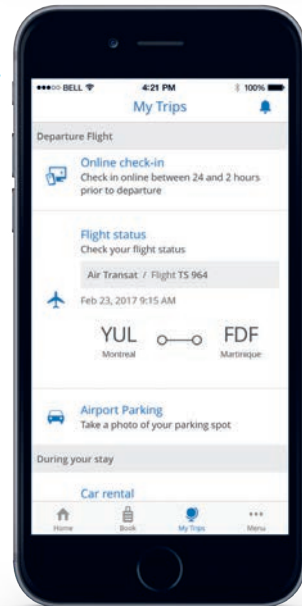 BELL 4:21 PM 100%
My Trips
Departure Flight
Online check-in
Check in online between 24 and 2 hours
prior to departure
Flight status
Check your flight status
Air Transat / Flight TS 964
Feb 23, 2017 9:15 AM
YUL FDF
Montreal Martinique
Airport Parking
Take a photo of your parking spot
During your stay
Car rental
Home Book My Trips Menu